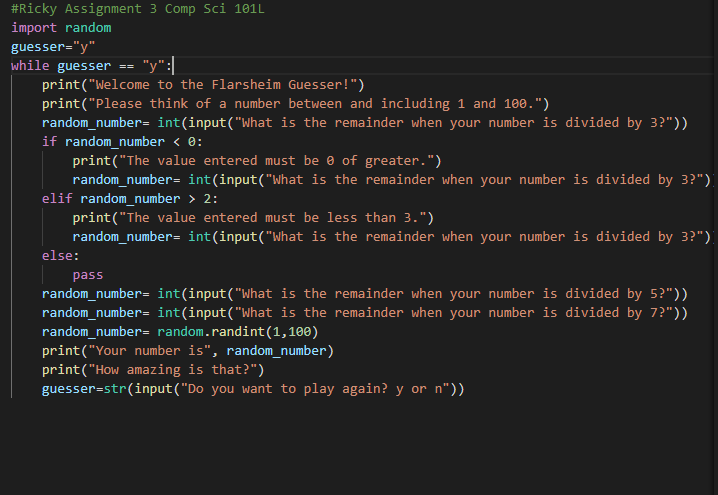 #Ricky Assignment 3 Comp Sci 101L
import random
guesser="y"
while guesser == "y":
    print("Welcome to the Flarsheim Guesser!")
    print("Please think of a number between and including 1 and 100.")
    random_number= int(input("What is the remainder when your number is divided by 3?"))
    if random_number < 0:
        print("The value entered must be 0 of greater.")
        random_number= int(input("What is the remainder when your number is divided by 3?")
    elif random_number > 2:
        print("The value entered must be less than 3.")
        random_number= int(input("What is the remainder when your number is divided by 3?")
    else:
        pass
    random_number= int(input("What is the remainder when your number is divided by 5?"))
    random_number= int(input("What is the remainder when your number is divided by 7?"))
    random_number= random.randint(1,100)
    print("Your number is", random_number)
    print("How amazing is that?")
    guesser=str(input("Do you want to play again? y or n"))